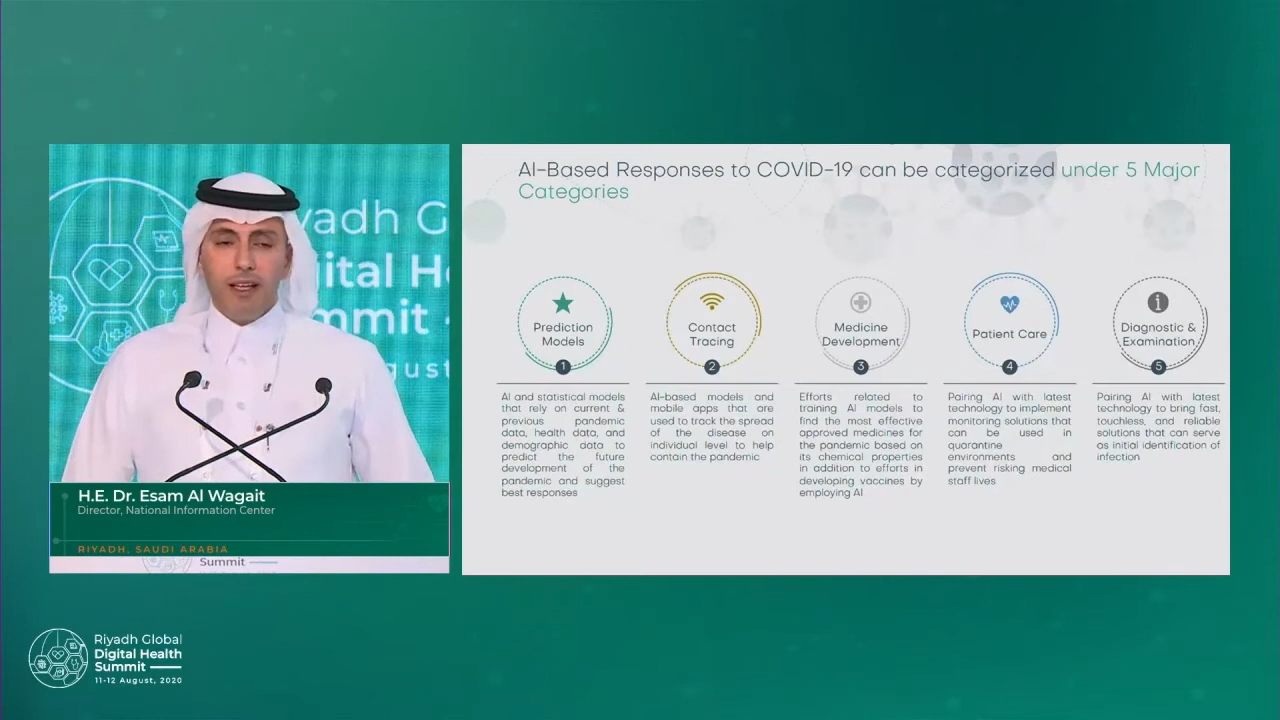 yadh G
igital He
mmit
ugust
H.E. Dr. Esam Al Wagait
Director, National Information Center
RIYADH, SAUDI ARABIA
Summit
AI-Based Responses to COVID-19 can be categorized under 5 Major
Categories
Prediction
Models
1
AI and statistical models
that rely on current &
previous pandemic
data, health data, and
demographic data to
predict the future
development of the
pandemic and suggest
best responses
Contact
Tracing
2
AI-based models and
mobile apps that are
used to track the spread
of the disease on
individual level to help
contain the pandemic
Medicine
Development
3
Efforts related to
training AI models to
find the most effective
approved medicines for
the pandemic based on
its chemical properties
in addition to efforts in
developing vaccines by
employing AI
Patient Care
4
Pairing AI with latest
technology to implement
monitoring solutions that
can be used in
quarantine
environments and
prevent risking medical
staff lives
Diagnostic &
Examination
5
Pairing AI with latest
technology to bring fast,
touchless, and reliable
solutions that can serve
as initial identification of
infection
Riyadh Global
Digital Health
Summit
11-12 August, 2020